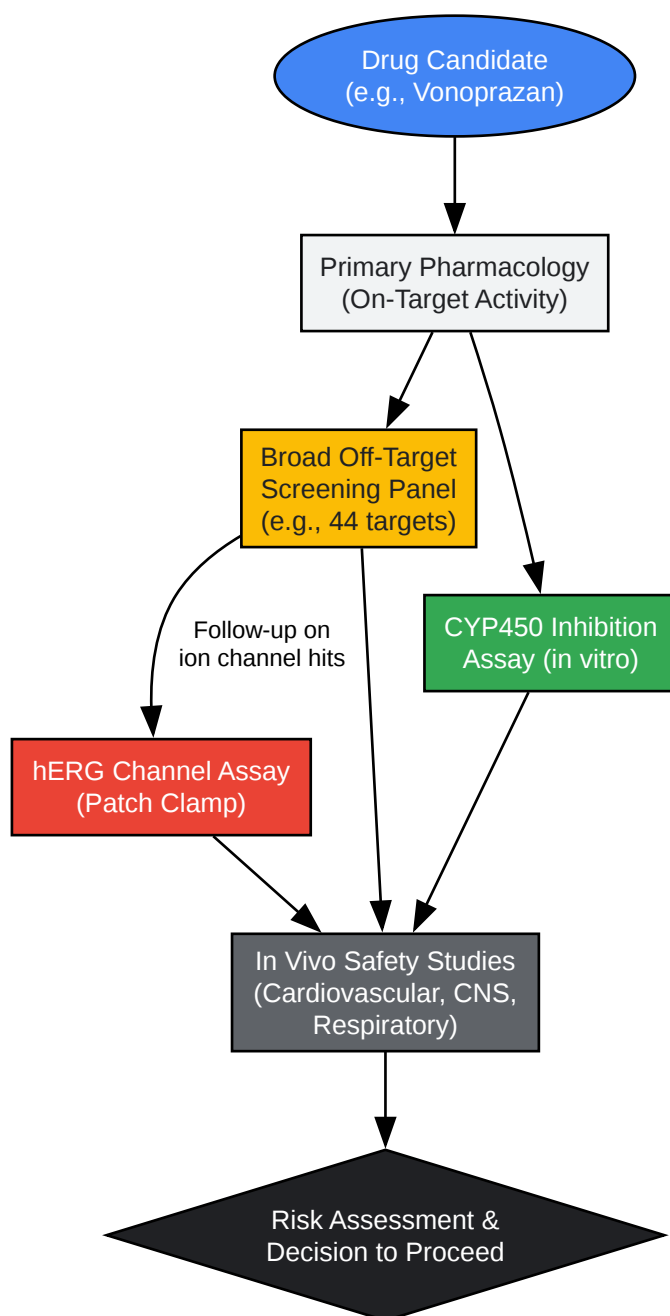 Drug Candidate
(e.g., Vonoprazan)
Primary Pharmacology
(On-Target Activity)
Broad Off-Target
Screening Panel
(e.g., 44 targets)
Follow-up on
ion channel hits
CYP450 Inhibition
Assay (in vitro)
hERG Channel Assay
(Patch Clamp)
In Vivo Safety Studies
(Cardiovascular, CNS,
Respiratory)
Risk Assessment &
Decision to Proceed